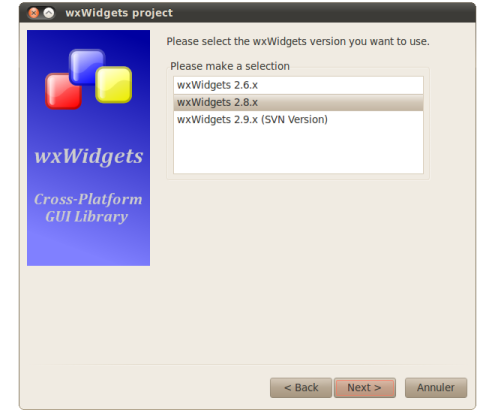 wxWidgets project
Please select the wxWidgets version you want to use.
Please make a selection
wxWidgets 2.6.x
wxWidgets 2.8.x
wxWidgets 2.9.x (SVN Version)
wxWidgets
Cross-Platform
GUI Library
< Back
Next >
Annuler